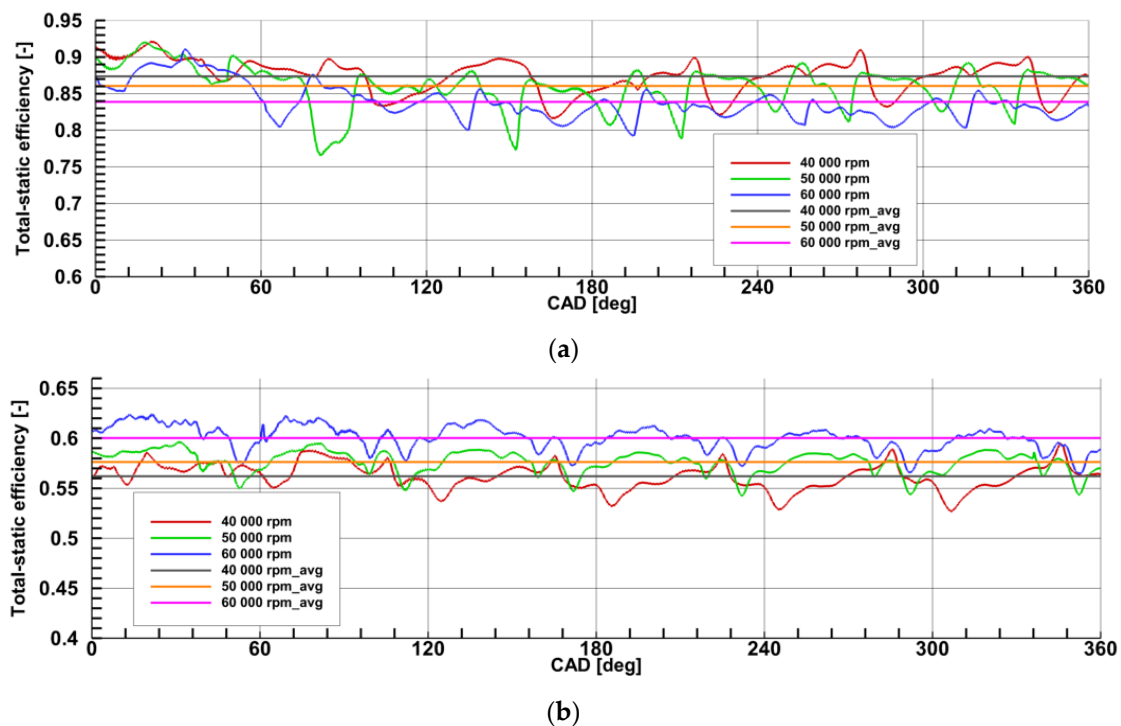 Total-static efficiency [-]
0.95
0.9
0.85
0.8
0.75
0.7
0.65
0.6
40 000 rpm
50 000 rpm
60 000 rpm
40 000 rpm_avg
50 000 rpm_avg
60 000 rpm_avg
0 60 120 180 240 300 360
CAD [deg]
(a)
Total-static efficiency [-]
0.65
0.6
0.55
0.5
0.45
0.4
40 000 rpm
50 000 rpm
60 000 rpm
40 000 rpm_avg
50 000 rpm_avg
60 000 rpm_avg
0 60 120 180 240 300 360
CAD [deg]
(b)